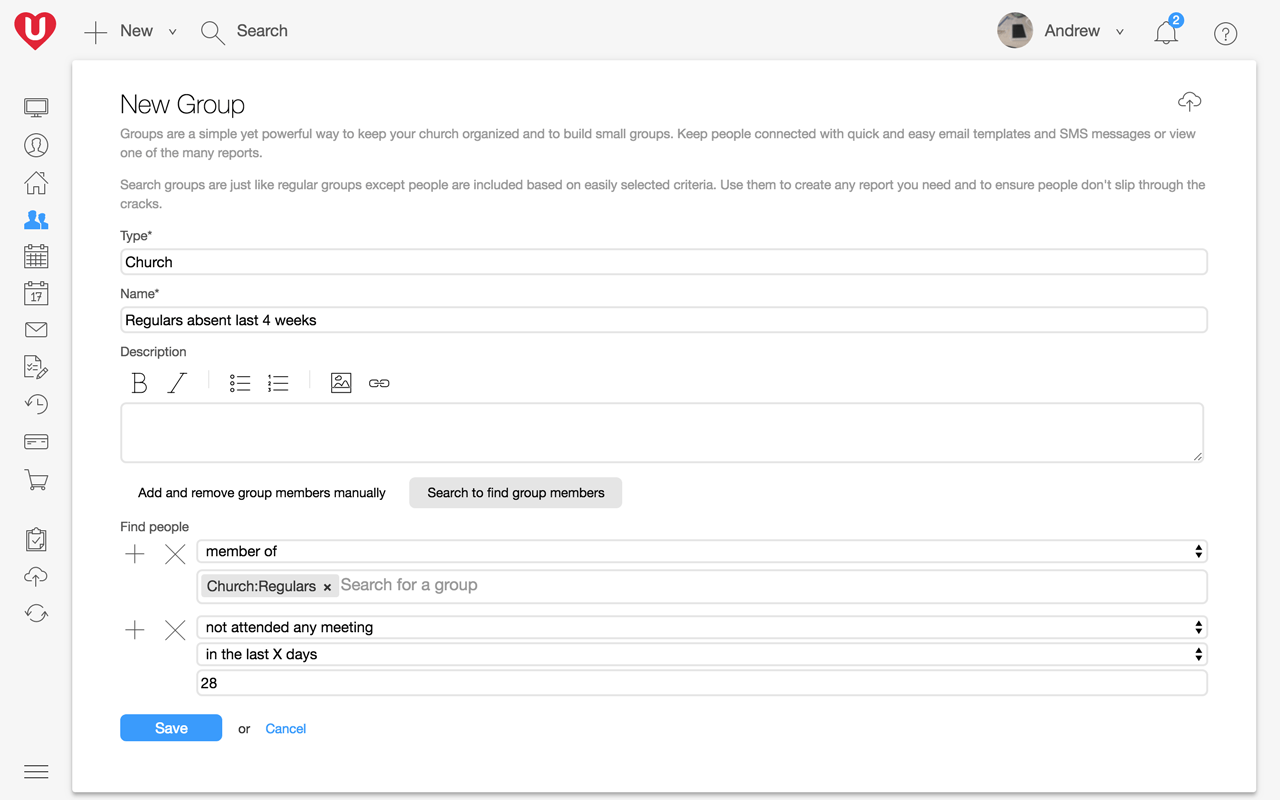 U
New
Search
Andrew
2
?
New Group
Groups are a simple yet powerful way to keep your church organized and to build small groups. Keep people connected with quick and easy email templates and SMS messages or view
one of the many reports.
Search groups are just like regular groups except people are included based on easily selected criteria. Use them to create any report you need and to ensure people don't slip through the
cracks.
Type*
Church
Name*
Regulars absent last 4 weeks
Description
B I
17
Add and remove group members manually
Search to find group members
Find people
member of
Church:Regulars × Search for a group
not attended any meeting
in the last X days
28
Save or Cancel